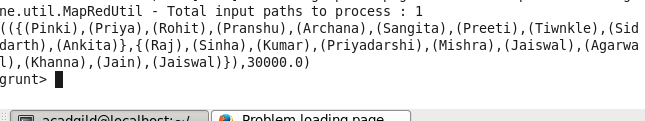 ne.util.MapRedUtil - Total input paths to process : 1
(({(Pinki),(Priya),(Rohit),(Pranshu),(Archana),(Sangita),(Preeti),(Tiwnkle),(Sid
darth),(Ankita)},{(Raj),(Sinha),(Kumar),(Priyadarshi),(Mishra),(Jaiswal),(Agarwa
l),(Khanna),(Jain),(Jaiswal)}),30000.0)
grunt>
acadgild@localhost:~/
Problem loading page